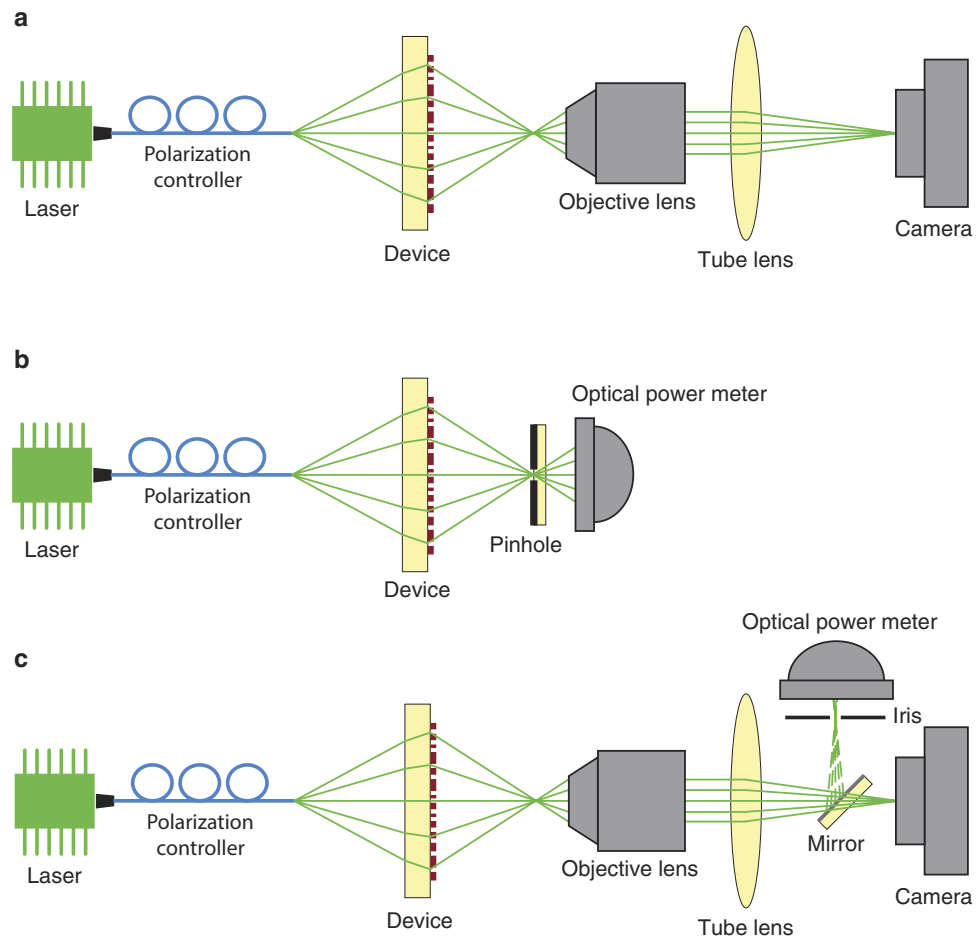 a
Laser
Polarization
controller
Device
Objective lens
Tube lens
Camera
b
Laser
Polarization
controller
Device
Pinhole
Optical power meter
c
Laser
Polarization
controller
Device
Objective lens
Tube lens
Optical power meter
Iris
Mirror
Camera